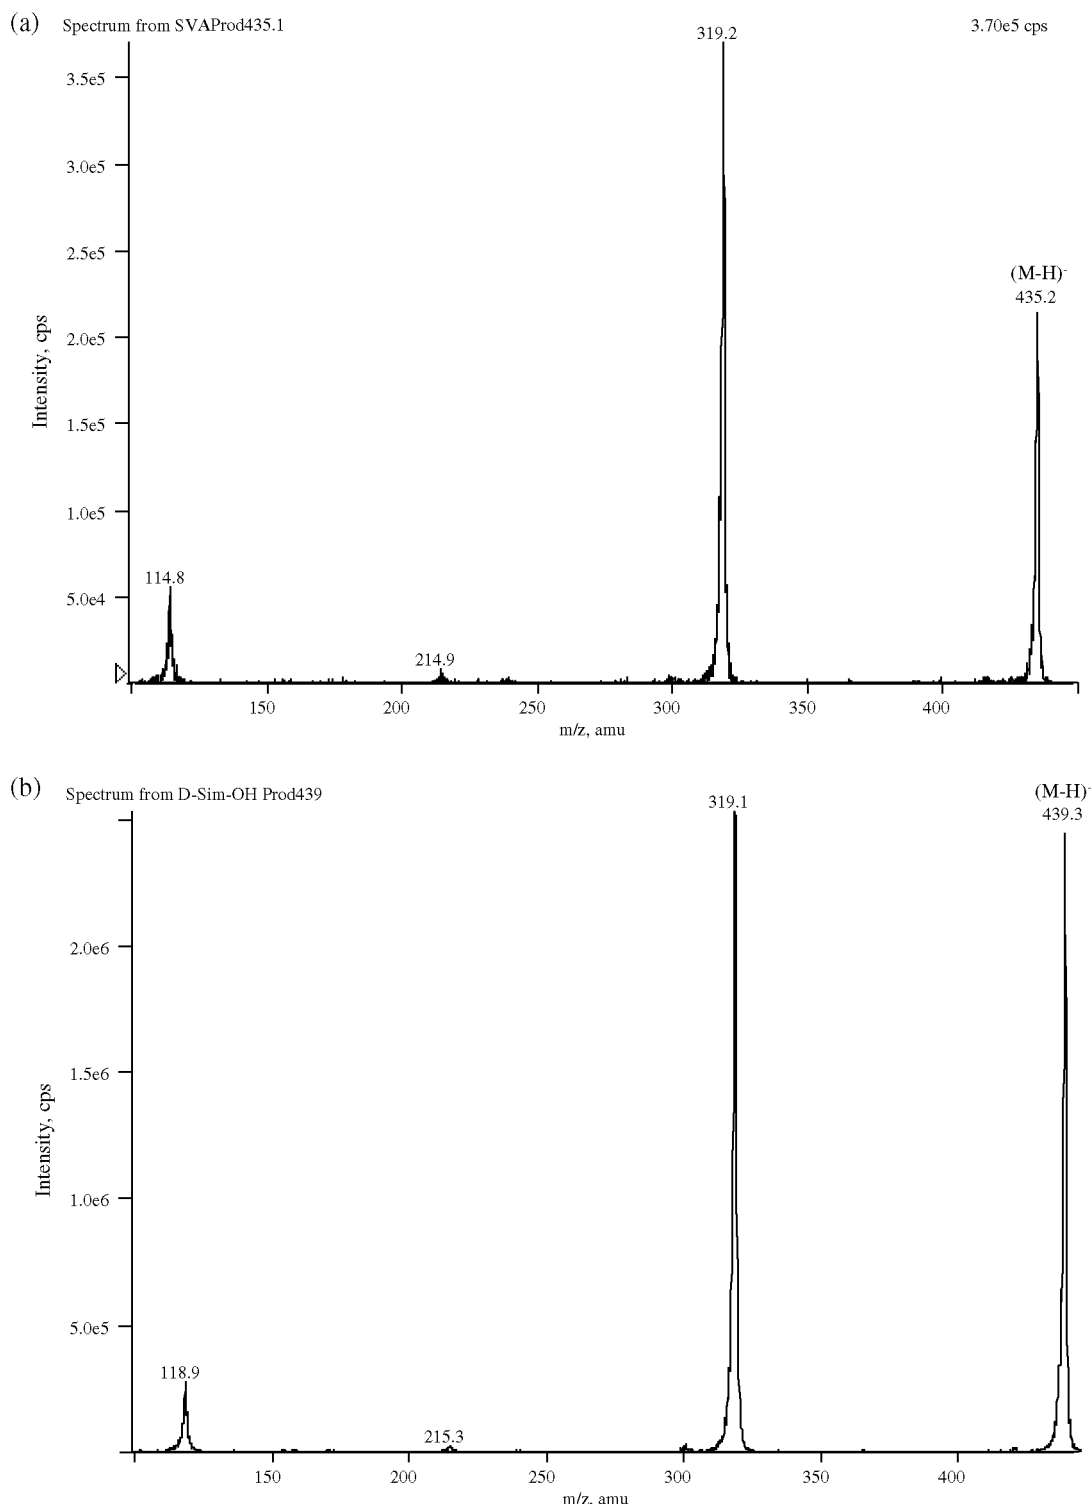 (a) Spectrum from SVAProd435.1 3.70e5 cps
319.2
3.5e5
3.0e5
2.5e5
(M-H)-
435.2
2.0e5
Intensity, cps
1.5e5
1.0e5
114.8
5.0e4
214.9
150 200 250 300 350 400
m/z, amu
(b) Spectrum from D-Sim-OH Prod439
(M-H)-
319.1
439.3
2.0e6
1.5e6
Intensity, cps
1.0e6
5.0e5
118.9
215.3
150 200 250 300 350 400
m/z, amu